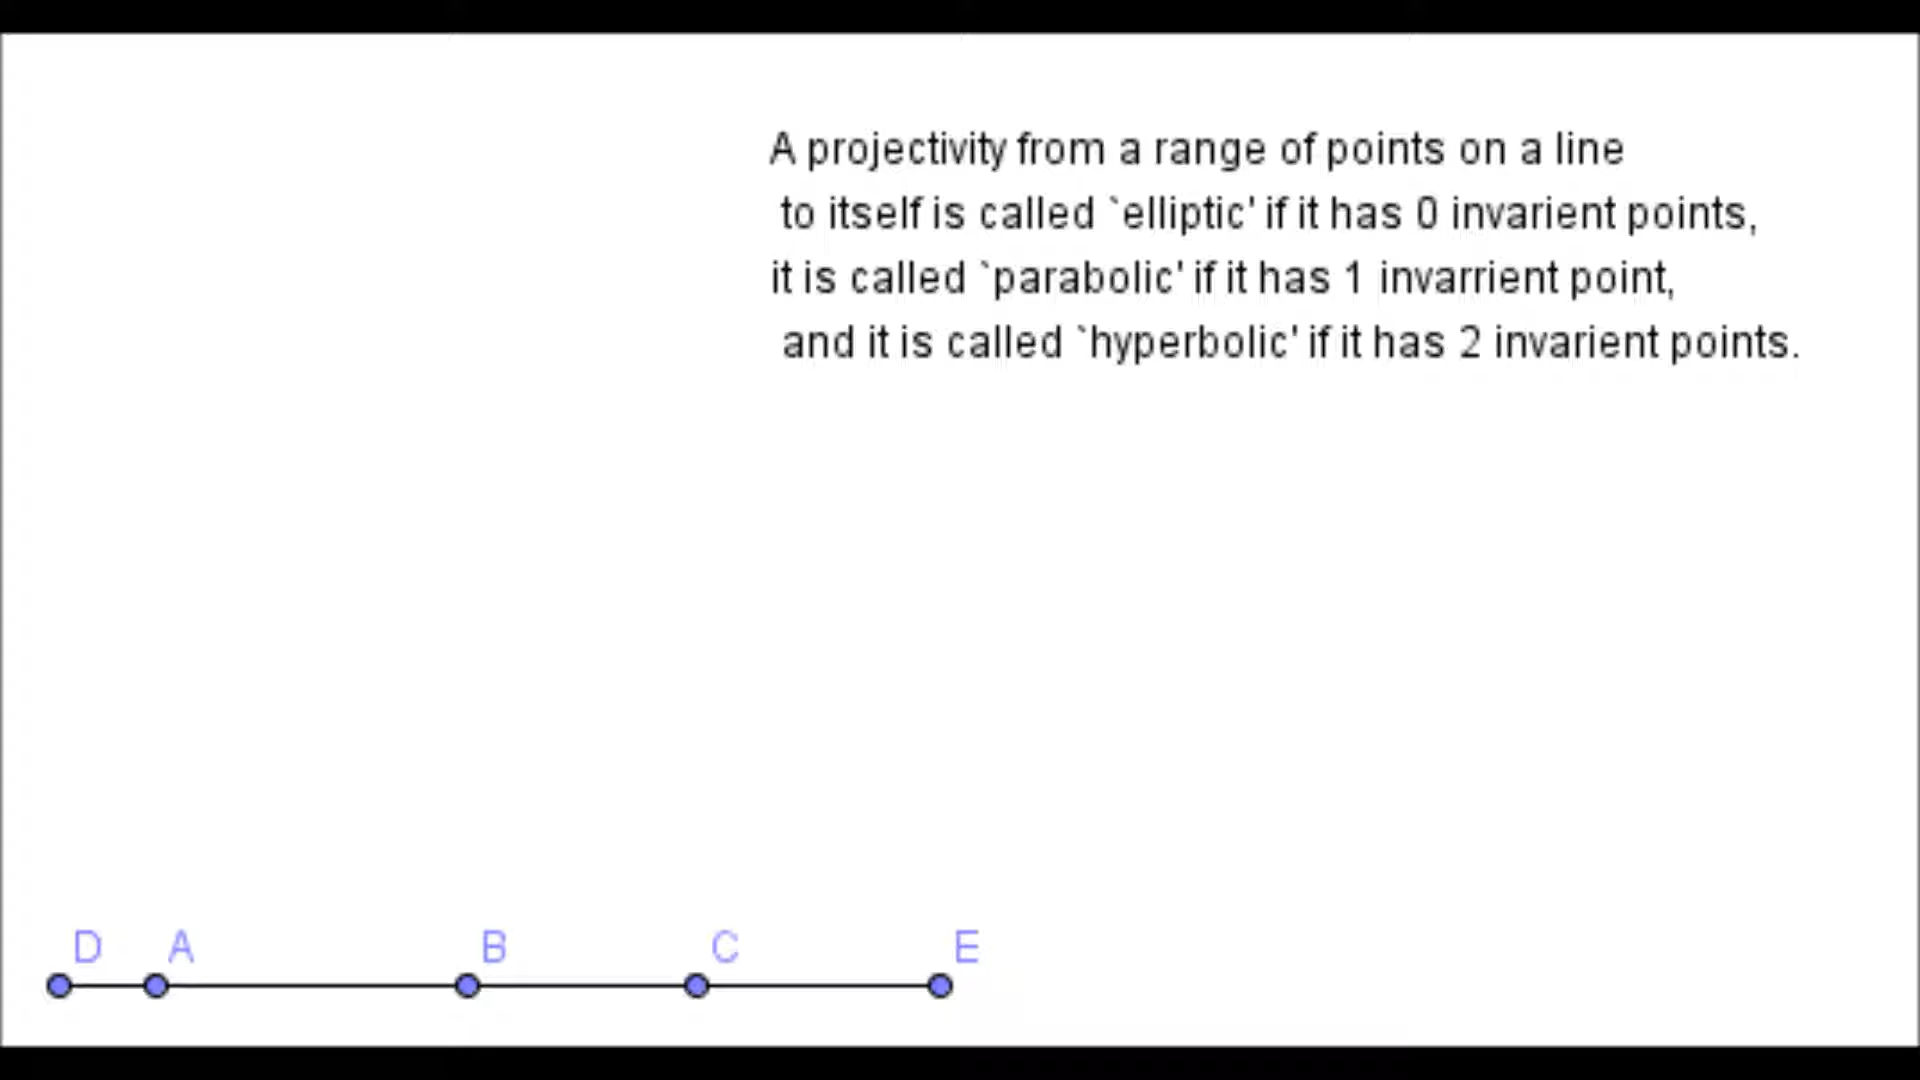 A projectivity from a range of points on a line
to itself is called `elliptic' if it has 0 invarient points,
it is called `parabolic' if it has 1 invarrient point,
and it is called `hyperbolic' if it has 2 invarient points.
D A B C E